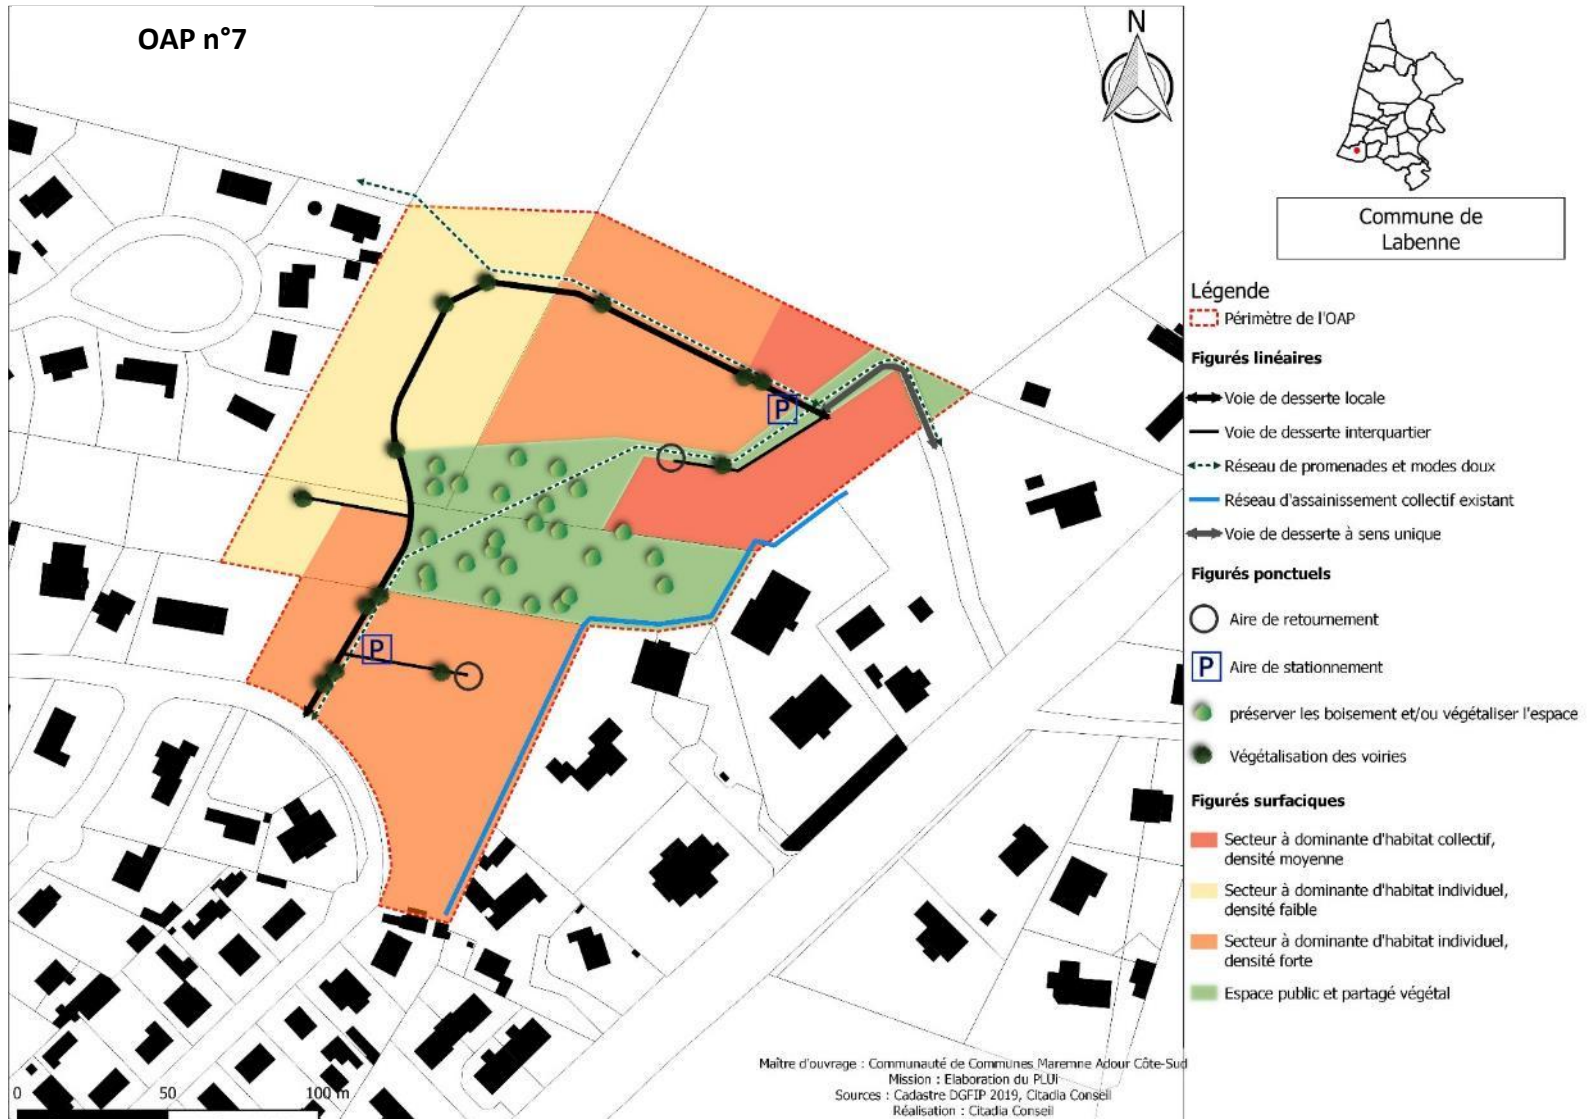 OAP n°7
N
Commune de
Labenne
Légende
Périmètre de l'OAP
Figurés linéaires
Voie de desserte locale
Voie de desserte interquartier
Réseau de promenades et modes doux
Réseau d'assainissement collectif existant
Voie de desserte à sens unique
Figurés ponctuels
Aire de retournement
P Aire de stationnement
préserver les boisement et/ou végétaliser l'espace
Végétalisation des voiries
Figurés surfaciques
Secteur à dominante d'habitat collectif,
densité moyenne
Secteur à dominante d'habitat individuel,
densité faible
Secteur à dominante d'habitat individuel,
densité forte
Espace public et partagé végétal
P
P
Maître d'ouvrage : Communauté de Communes Maremne Adour Côte-Sud
Mission : Elaboration du PLUi
Sources : Cadastre DGFIP 2019, Citadia Conseil
Réalisation : Citadia Conseil
0 50 100 m